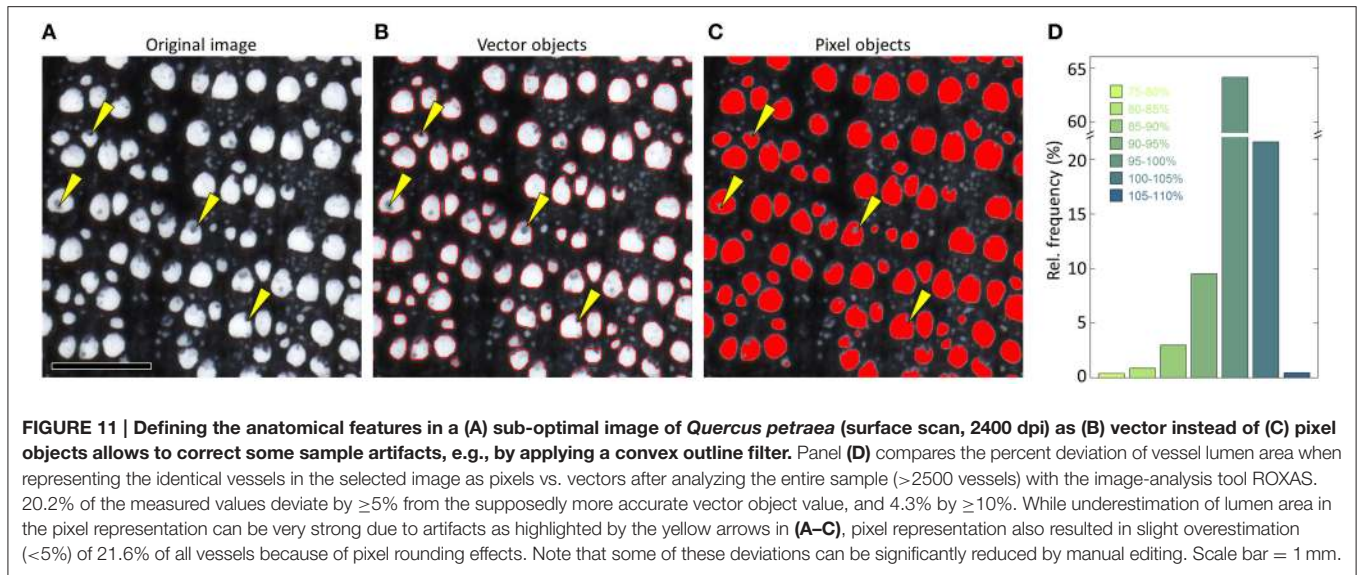 A
Original image
B
Vector objects
C
Pixel objects
D
Rel. frequency (%)
65
60
20
15
10
5
0
75-80%
80-85%
85-90%
90-95%
95-100%
100-105%
105-110%
FIGURE 11 | Defining the anatomical features in a (A) sub-optimal image of Quercus petraea (surface scan, 2400 dpi) as (B) vector instead of (C) pixel
objects allows to correct some sample artifacts, e.g., by applying a convex outline filter. Panel (D) compares the percent deviation of vessel lumen area when
representing the identical vessels in the selected image as pixels vs. vectors after analyzing the entire sample (>2500 vessels) with the image-analysis tool ROXAS.
20.2% of the measured values deviate by ≥5% from the supposedly more accurate vector object value, and 4.3% by ≥10%. While underestimation of lumen area in
the pixel representation can be very strong due to artifacts as highlighted by the yellow arrows in (A–C), pixel representation also resulted in slight overestimation
(<5%) of 21.6% of all vessels because of pixel rounding effects. Note that some of these deviations can be significantly reduced by manual editing. Scale bar = 1 mm.